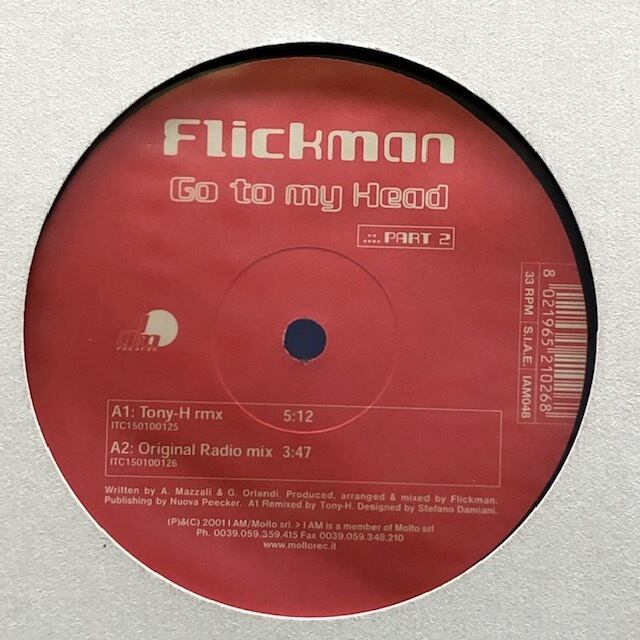 Flickman
Go to my Head
PART 2
8 021965 210268
33 RPM S.I.A.E. IAM048
A1: Tony-H rmx 5:12
ITC150100125
A2: Original Radio mix 3:47
ITC150100126
Written by A. Mazzali & G. Orlandi. Produced, arranged & mixed by Flickman.
Publishing by Nuova Peecker. A1 Remixed by Tony-H. Designed by Stefano Damiani.
(P)&(C) 2001 I AM/Molto srl. > I AM is a member of Molto srl
Ph. 0039.059.359.415 Fax 0039.059.348.210
www.moltorec.it